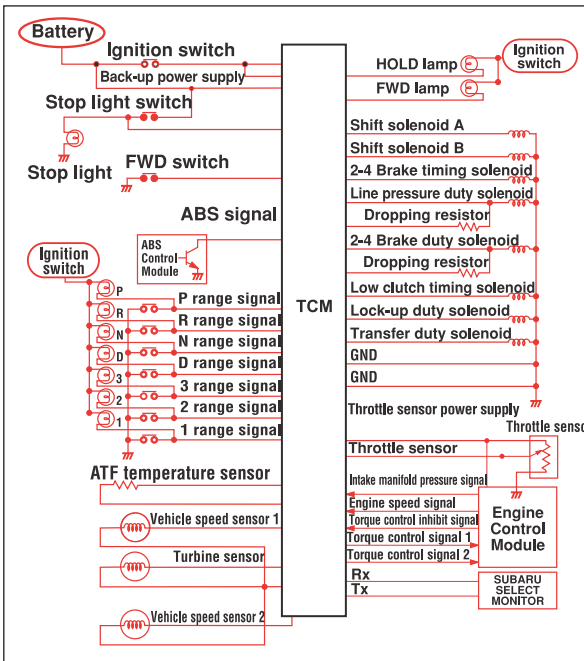 Battery
Ignition switch
Back-up power supply
Stop light switch
Stop light
FWD switch
ABS signal
ABS
Control
Module
Ignition
switch
P
R
N
D
3
2
1
P range signal
R range signal
N range signal
D range signal
3 range signal
2 range signal
1 range signal
ATF temperature sensor
Vehicle speed sensor 1
Turbine sensor
Vehicle speed sensor 2
TCM
HOLD lamp
FWD lamp
Ignition
switch
Shift solenoid A
Shift solenoid B
2-4 Brake timing solenoid
Line pressure duty solenoid
Dropping resistor
2-4 Brake duty solenoid
Dropping resistor
Low clutch timing solenoid
Lock-up duty solenoid
Transfer duty solenoid
GND
GND
Throttle sensor power supply
Throttle sensor
Throttle senso
Intake manifold pressure signal
Engine speed signal
Torque control inhibit signal
Torque control signal 1
Torque control signal 2
Engine
Control
Module
Rx
Tx
SUBARU
SELECT
MONITOR